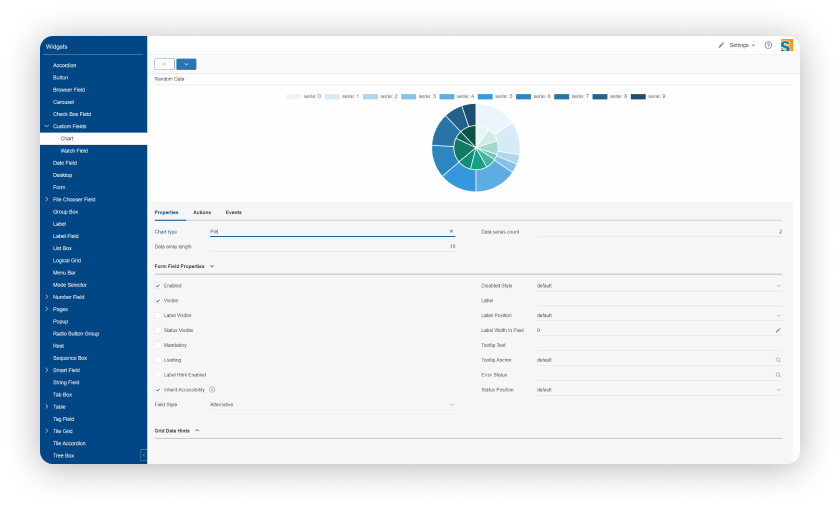 Widgets
Settings
Accordion
Button
Browser Field
Carousel
Check Box Field
Custom Fields
Chart
Watch Field
Date Field
Desktop
Form
File Chooser Field
Group Box
Label
Label Field
List Box
Logical Grid
Menu Bar
Mode Selector
Number Field
Pages
Popup
Radio Button Group
Rest
Sequence Box
Smart Field
String Field
Tab Box
Table
Tag Field
Tile Grid
Tile Accordion
Tree Box
Random Data
serie: 0 serie: 1 serie: 2 serie: 3 serie: 4 serie: 5 serie: 6 serie: 7 serie: 8 serie: 9
Properties Actions Events
Chart type Pie Data series count 2
Data array length 10
Form Field Properties
Enabled Disabled Style default
Visible Label
Label Visible Label Position default
Status Visible Label Width in Pixel 0
Mandatory Tooltip Text
Loading Tooltip Anchor default
Label Html Enabled Error Status
Inherit Accessibility Status Position default
Field Style Alternative
Grid Data Hints